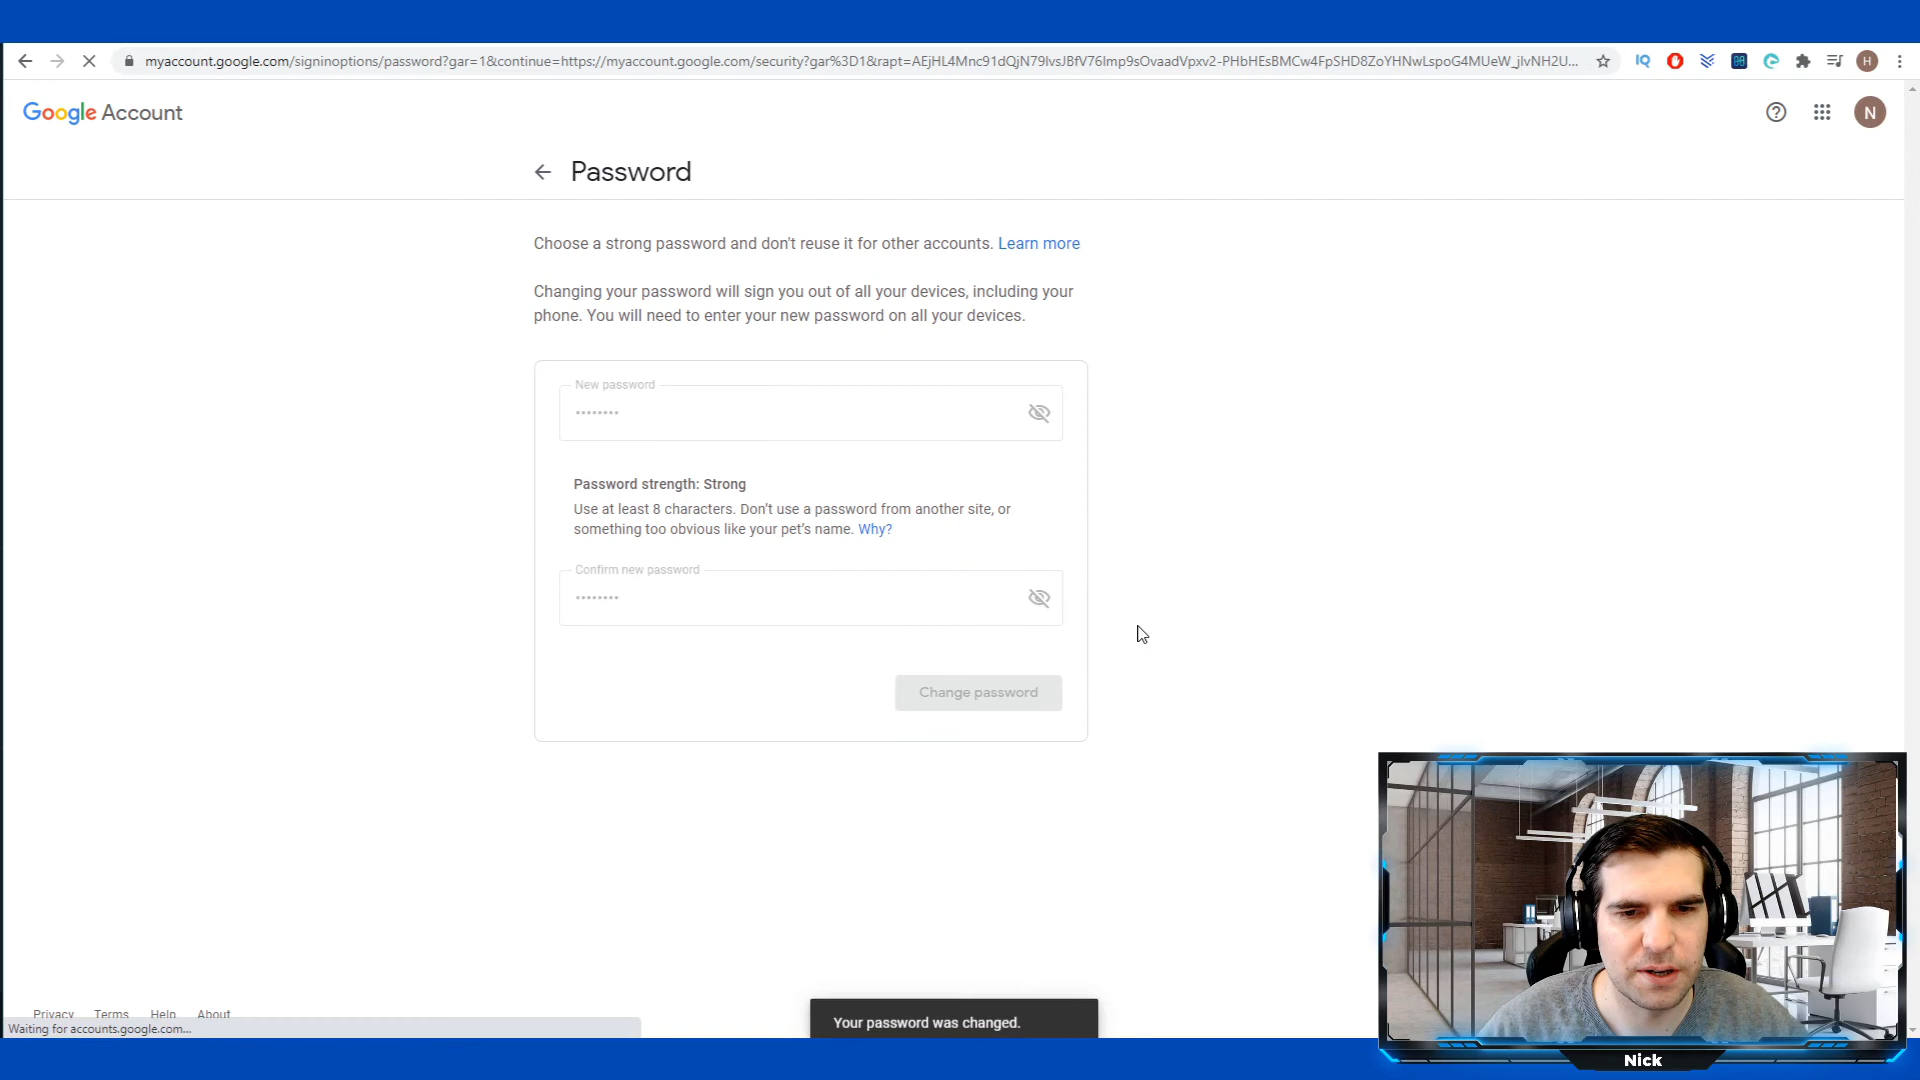 myaccount.google.com/signinoptions/password?gar=1&continue=https://myaccount.google.com/security?gar%3D1&rapt=AEjHL4Mnc91dQjN79IvsJBfV76Imp9sOvaadVpxv2-PHbHEsBMCw4FpSHD8ZoYHNwLspoG4MUeW_jIvNH2U...
IQ
H
Google Account
N
Password
Choose a strong password and don't reuse it for other accounts. Learn more
Changing your password will sign you out of all your devices, including your
phone. You will need to enter your new password on all your devices.
New password
••••••••
Password strength: Strong
Use at least 8 characters. Don't use a password from another site, or
something too obvious like your pet's name. Why?
Confirm new password
••••••••
Change password
Privacy Terms Help About
Waiting for accounts.google.com...
Your password was changed.
Nick